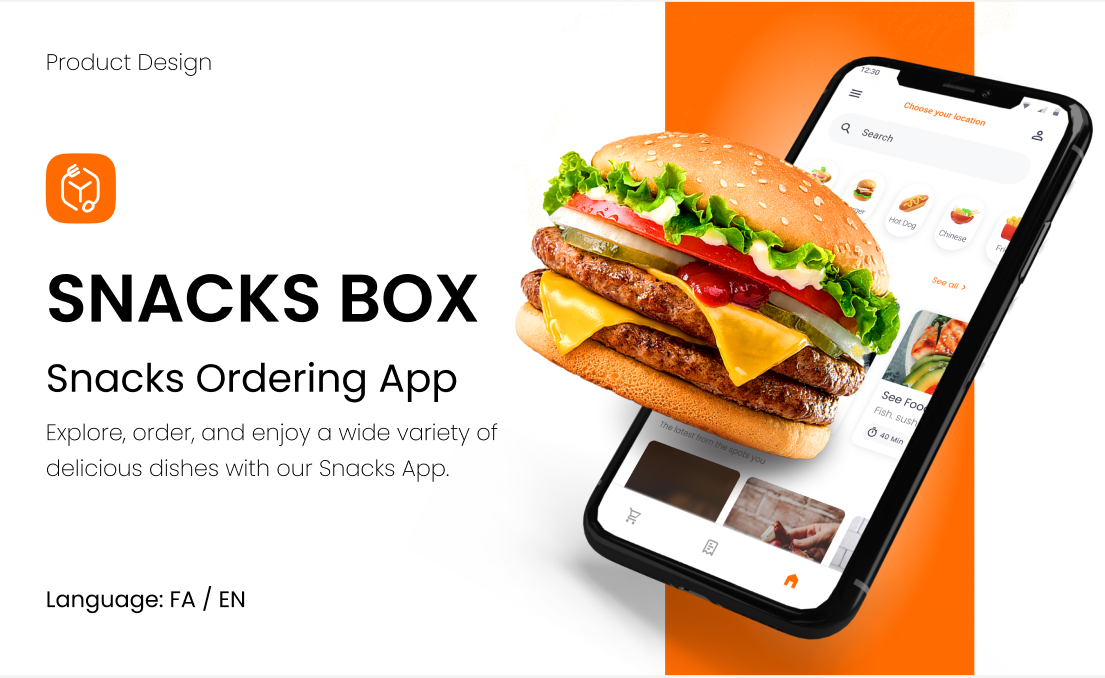 Product Design
SNACKS BOX
Snacks Ordering App
Explore, order, and enjoy a wide variety of
delicious dishes with our Snacks App.
Language: FA / EN
12:30
Choose your location
Search
Hot Dog
Chinese
See all
See Foo
Fish, sush
40 Min
The latest from the spots you